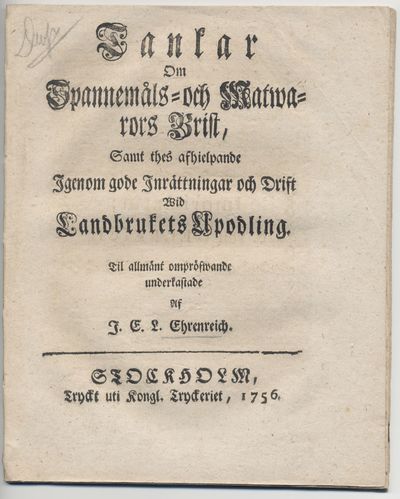 Tankar
Om
Spannemåls-och Matwa-
rors Brist,
Samt thes afhielpande
Igenom gode Inrättningar och Drift
Wid
Landbrukets Upodling.
Til allmänt ompröfwande
underkastade
Af
J. E. L. Ehrenreich.
STOCKHOLM,
Tryckt uti Kongl. Tryckeriet, 1756.